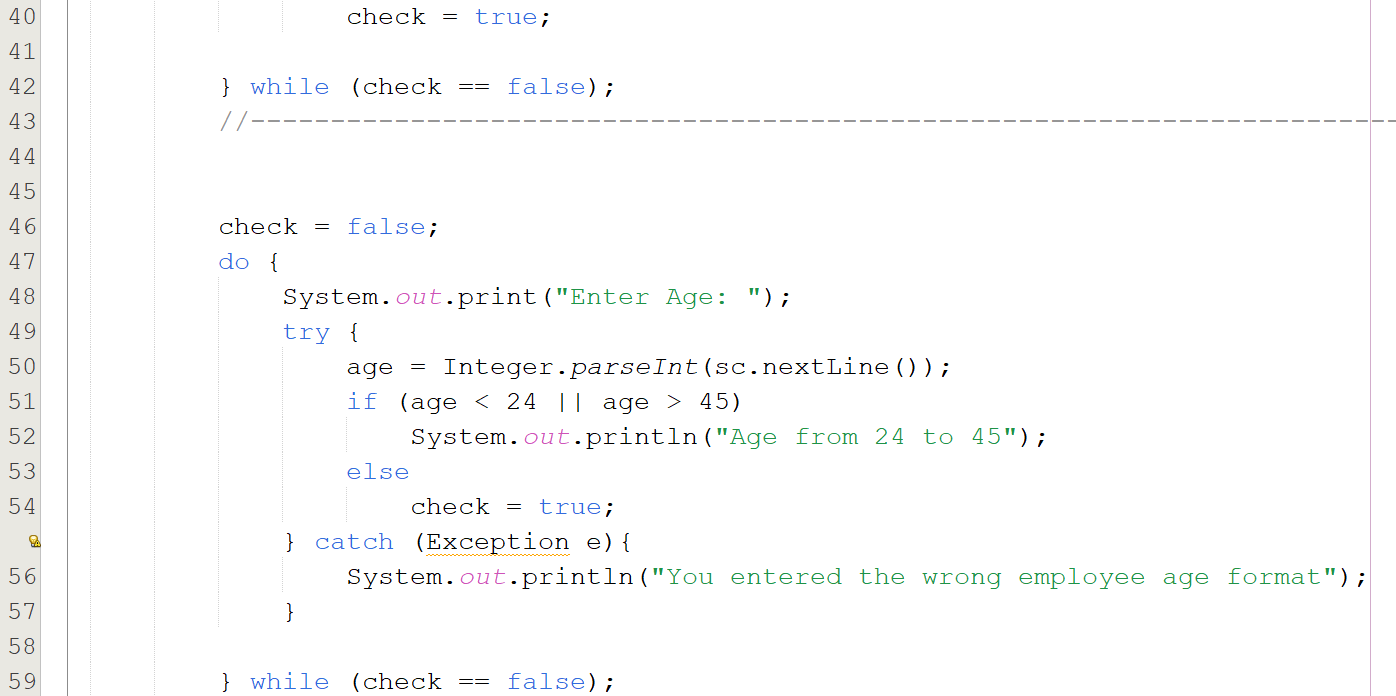 40 check = true;
41
42 } while (check == false);
43 //------------------------------------------------------------------------
44
45
46 check = false;
47 do {
48 System.out.print("Enter Age: ");
49 try {
50 age = Integer.parseInt(sc.nextLine());
51 if (age < 24 || age > 45)
52 System.out.println("Age from 24 to 45");
53 else
54 check = true;
} catch (Exception e){
56 System.out.println("You entered the wrong employee age format");
57 }
58
59 } while (check == false);